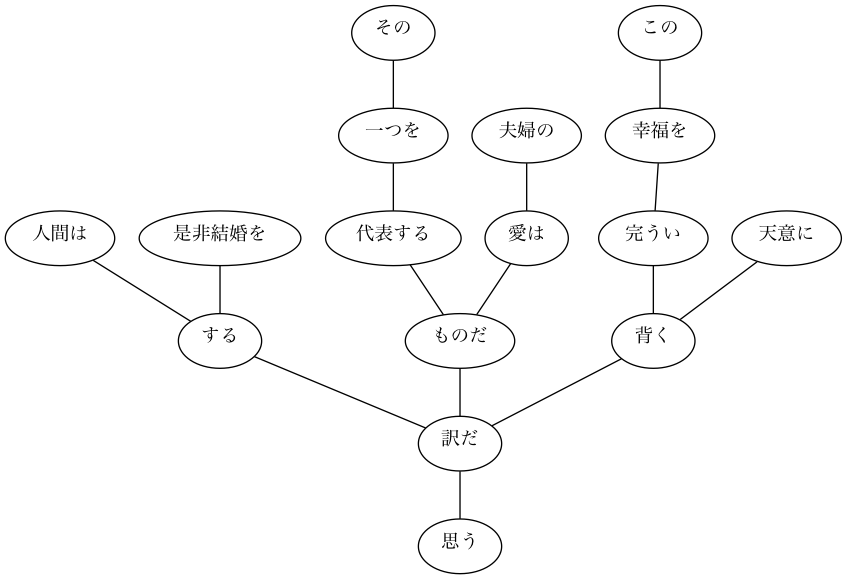 その
この
一つを
夫婦の
幸福を
人間は
是非結婚を
代表する
愛は
完うい
天意に
する
ものだ
背く
訳だ
思う